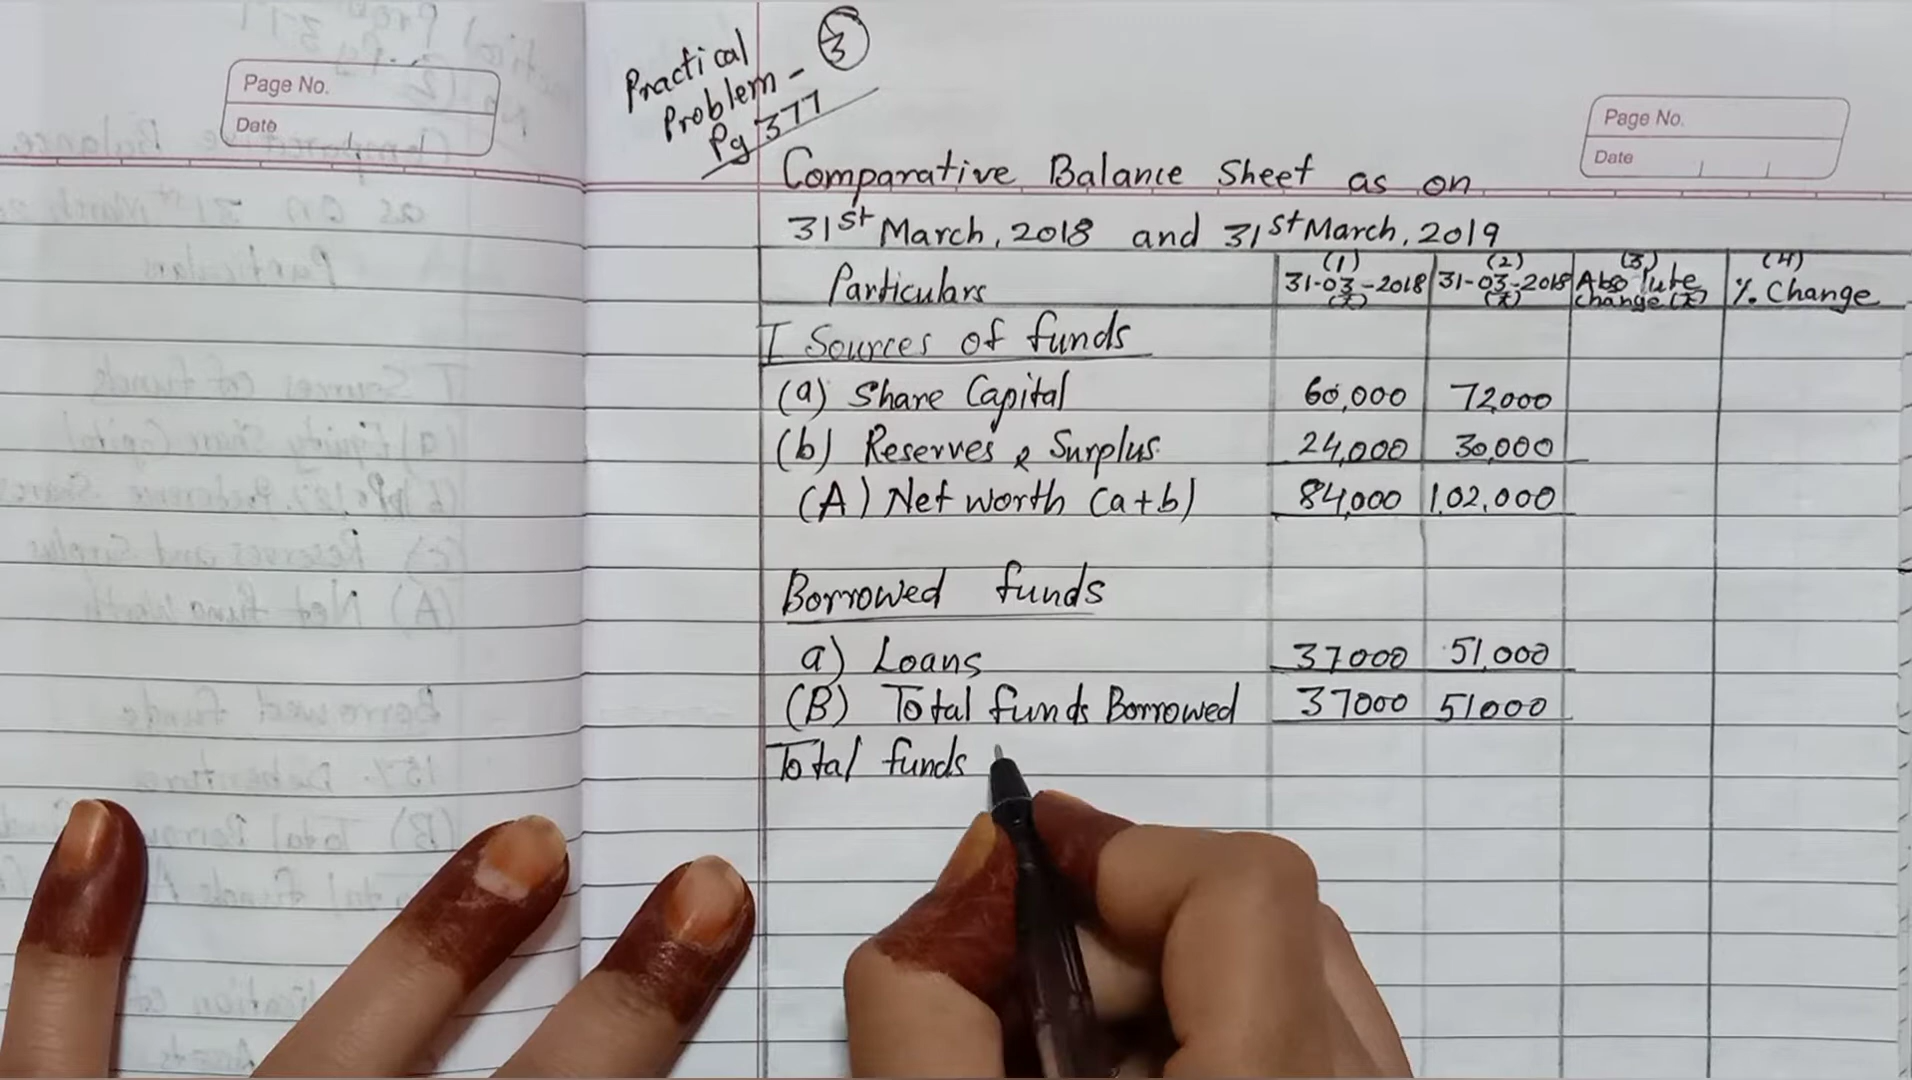 Page No.
Date
Practical
Problem - 3
Pg 377
Page No.
Date
Comparative Balance Sheet as on
31st March, 2018 and 31st March, 2019
Particulars (1) 31-03-2018 (₹) (2) 31-03-2018 (₹) (3) Absolute Change (₹) (4) % Change
I Sources of funds
(a) Share Capital 60,000 72,000
(b) Reserves & Surplus 24,000 30,000
(A) Net worth (a+b) 84,000 1,02,000
Borrowed funds
a) Loans 37000 51,000
(B) Total funds Borrowed 37000 51000
Total funds